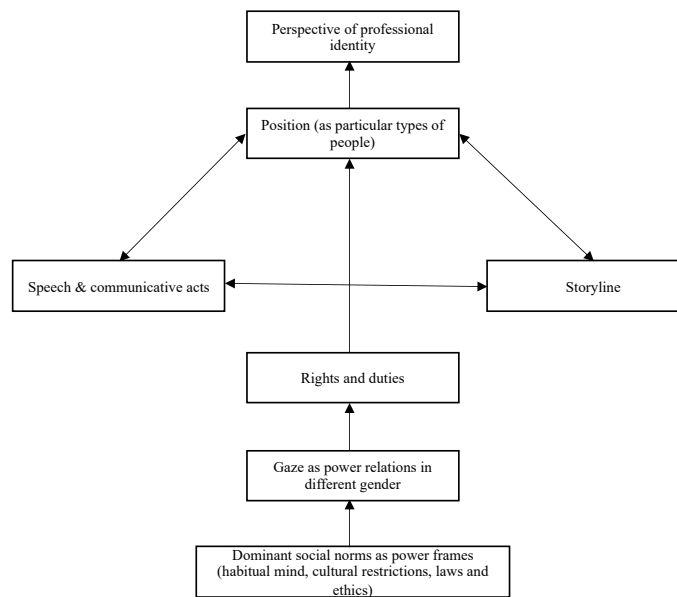 Perspective of professional
identity
Position (as particular types of
people)
Speech & communicative acts
Storyline
Rights and duties
Gaze as power relations in
different gender
Dominant social norms as power frames
(habitual mind, cultural restrictions, laws and
ethics)